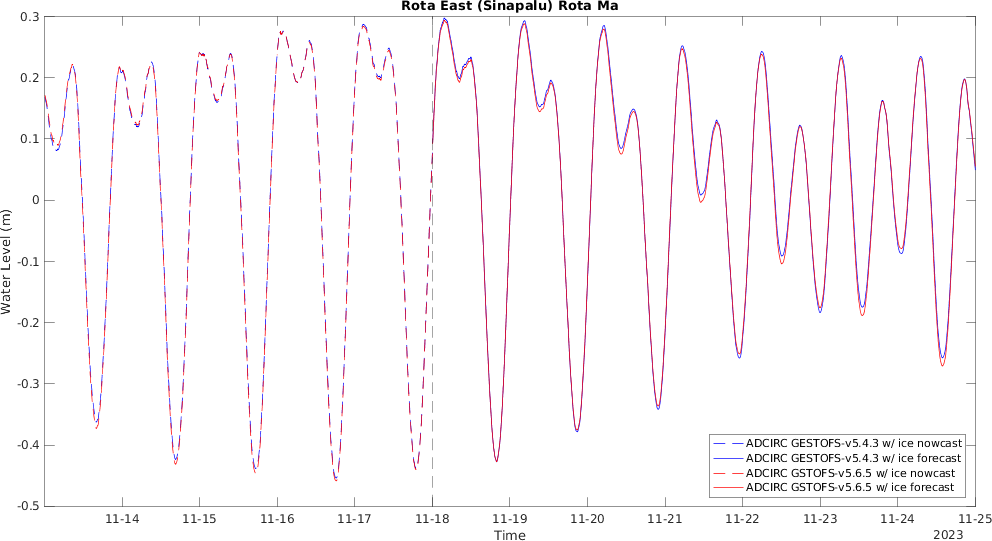 Rota East (Sinapalu) Rota Ma
0.3
0.2
0.1
0
-0.1
-0.2
-0.3
-0.4
-0.5
Water Level (m)
ADCIRC GESTOFS-v5.4.3 w/ ice nowcast
ADCIRC GESTOFS-v5.4.3 w/ ice forecast
ADCIRC GSTOFS-v5.6.5 w/ ice nowcast
ADCIRC GSTOFS-v5.6.5 w/ ice forecast
11-14 11-15 11-16 11-17 11-18 11-19 11-20 11-21 11-22 11-23 11-24 11-25
Time
2023